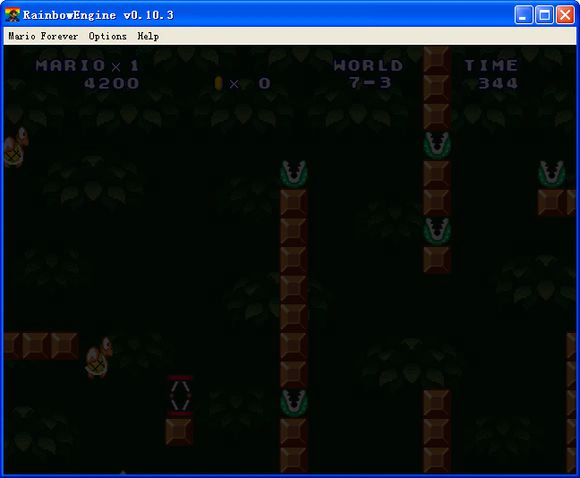 RainbowEngine v0.10.3
Mario Forever Options Help
MARIO × 1 WORLD TIME
4200 × 0 7-3 344